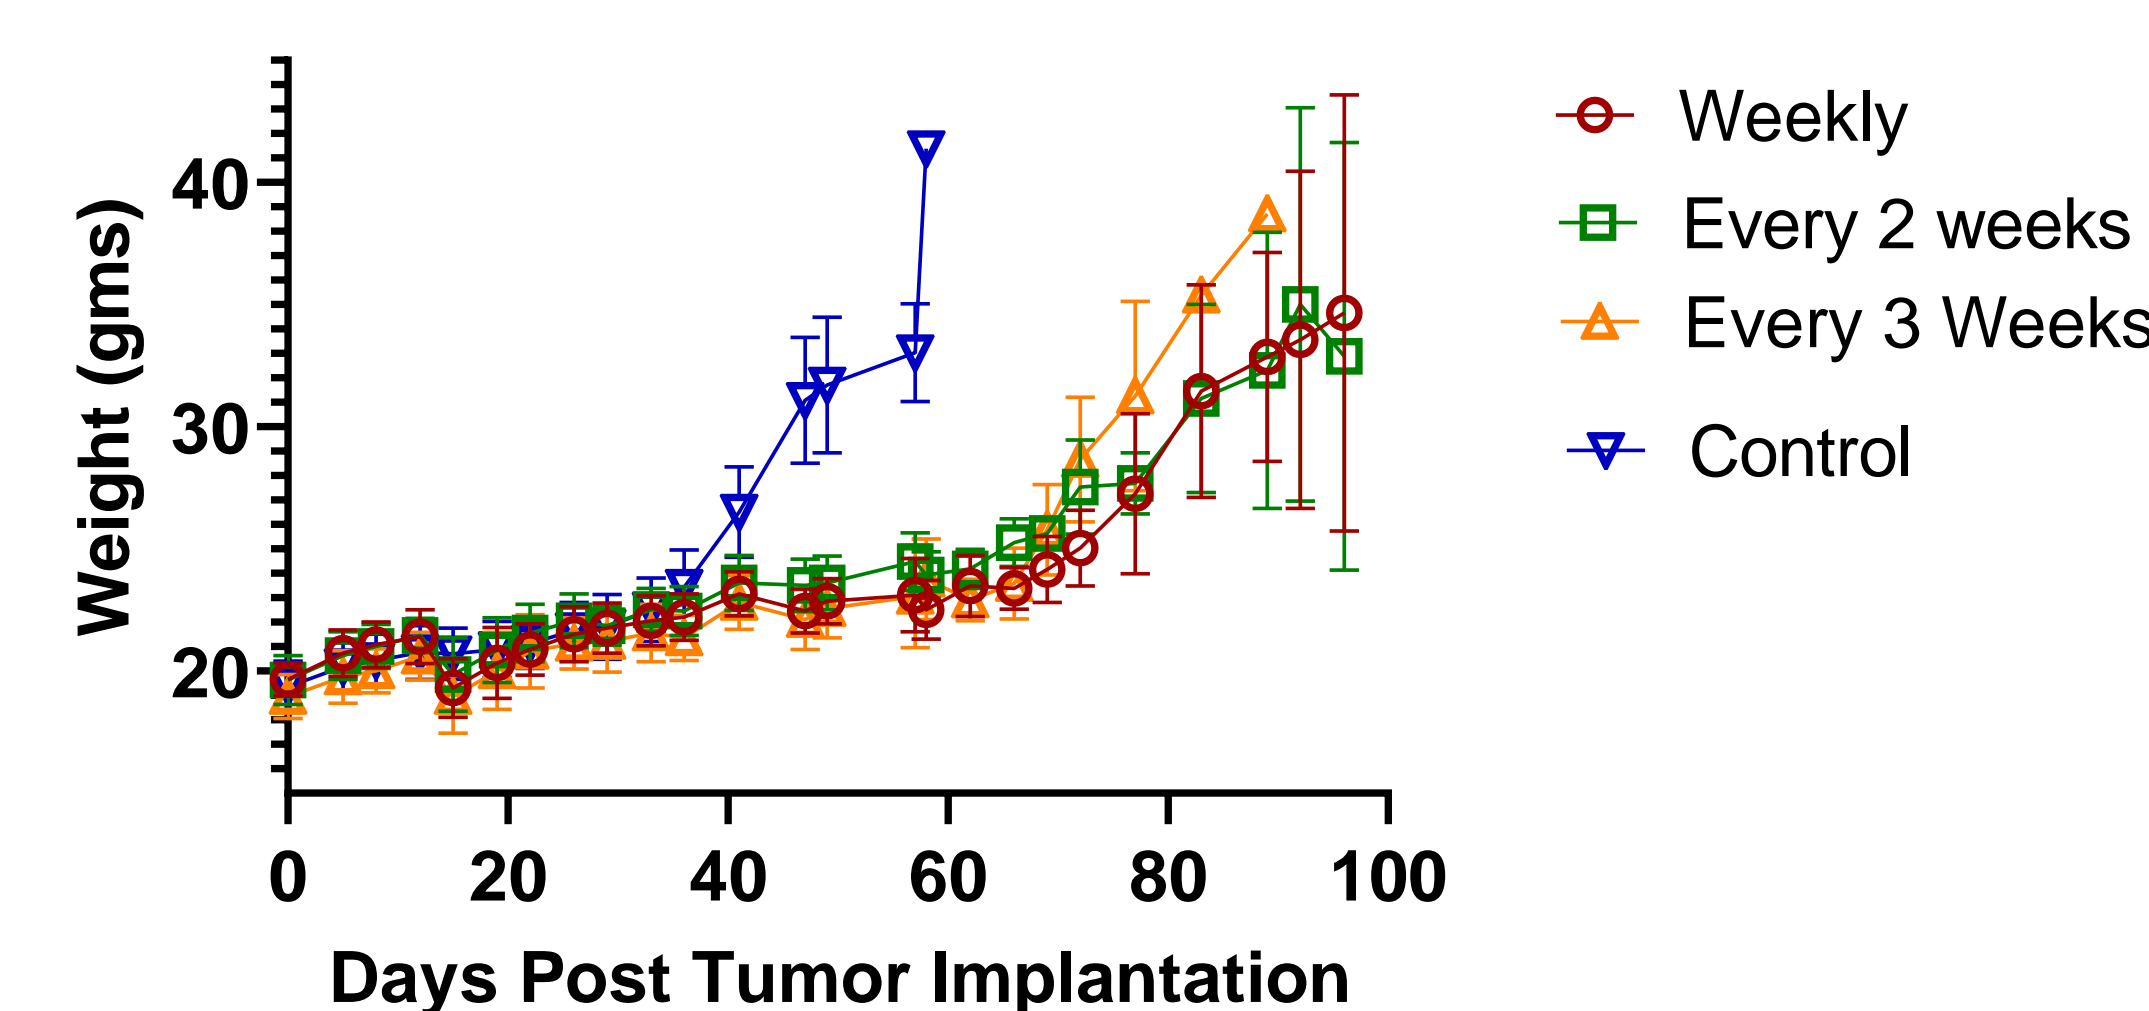 Weight (gms)
40
30
20
0 20 40 60 80 100
Days Post Tumor Implantation
Weekly
Every 2 weeks
Every 3 Weeks
Control